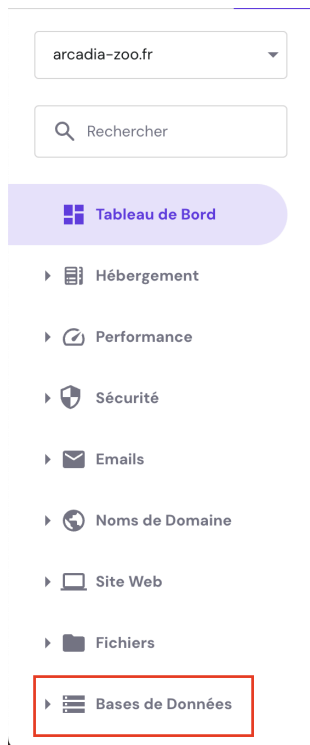 arcadia-zoo.fr
Rechercher
Tableau de Bord
Hébergement
Performance
Sécurité
Emails
Noms de Domaine
Site Web
Fichiers
Bases de Données